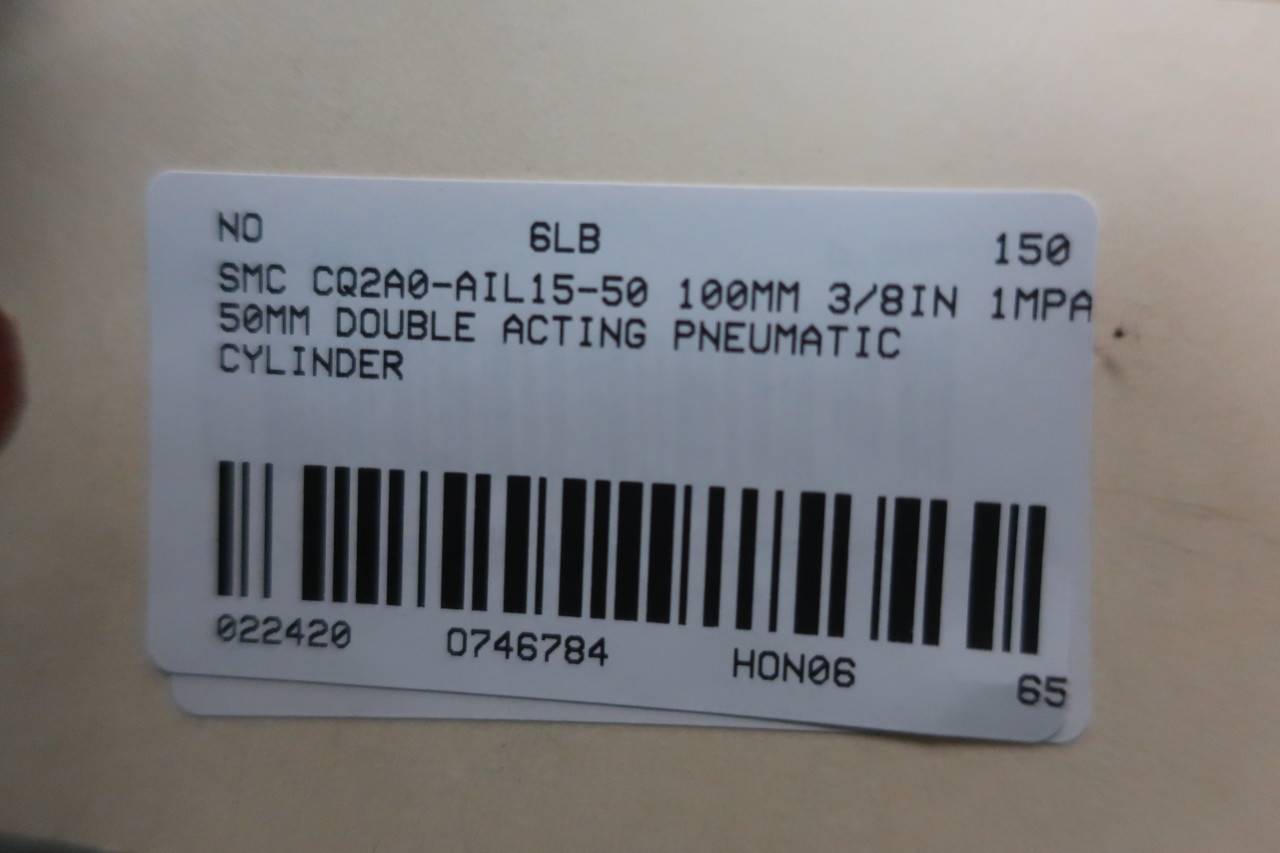 NO 6LB 150
SMC CQ2A0-AIL15-50 100MM 3/8IN 1MPA
50MM DOUBLE ACTING PNEUMATIC
CYLINDER
022420 0746784 HON06 65